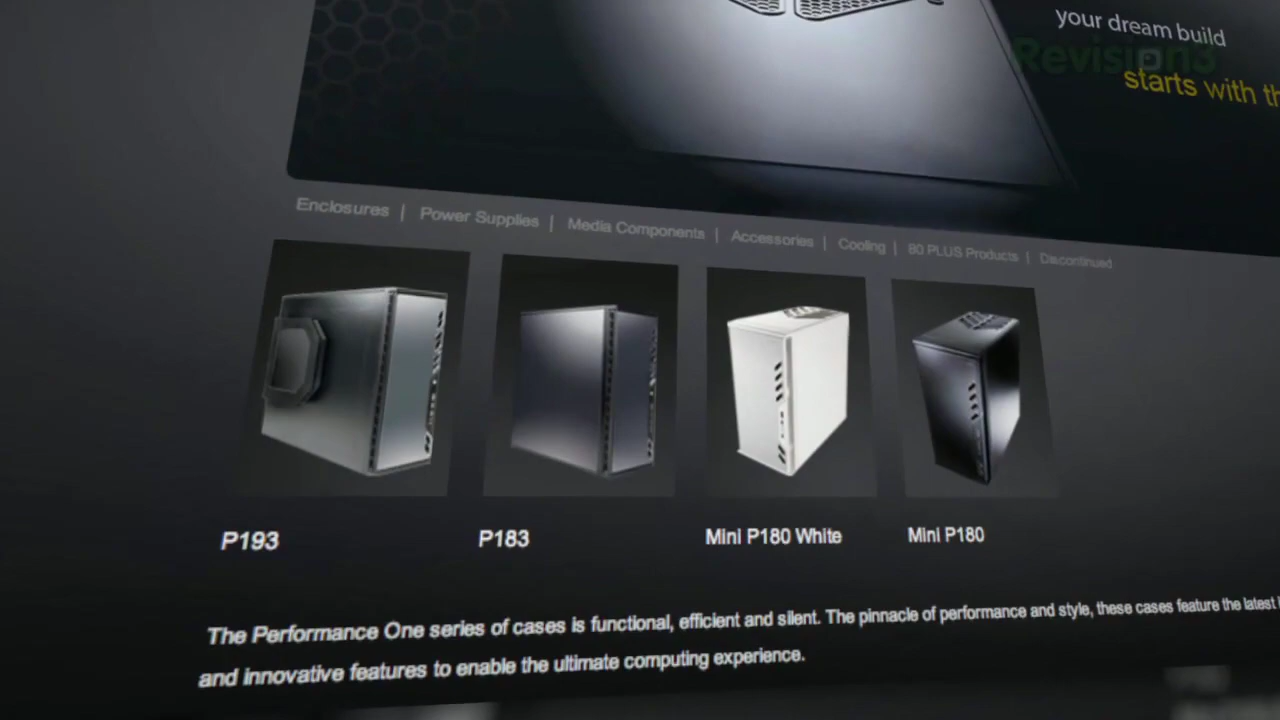 your dream build
Revision3
starts with th
Enclosures | Power Supplies | Media Components | Accessories | Cooling | 80 PLUS Products | Discontinued
P193
P183
Mini P180 White
Mini P180
The Performance One series of cases is functional, efficient and silent. The pinnacle of performance and style, these cases feature the latest
and innovative features to enable the ultimate computing experience.